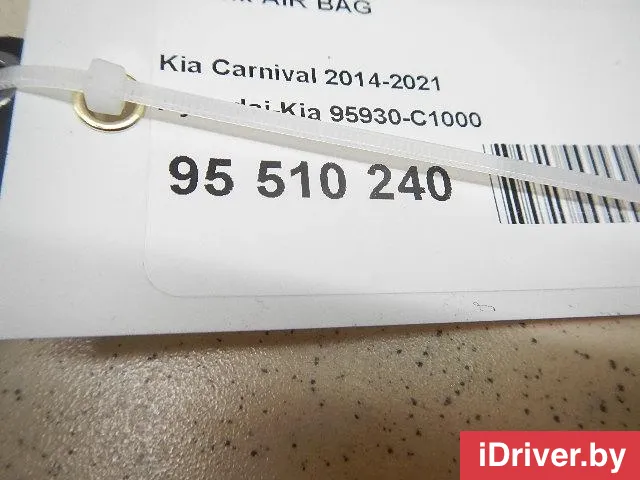 AIR BAG
Kia Carnival 2014-2021
Kia 95930-C1000
95 510 240
iDriver.by